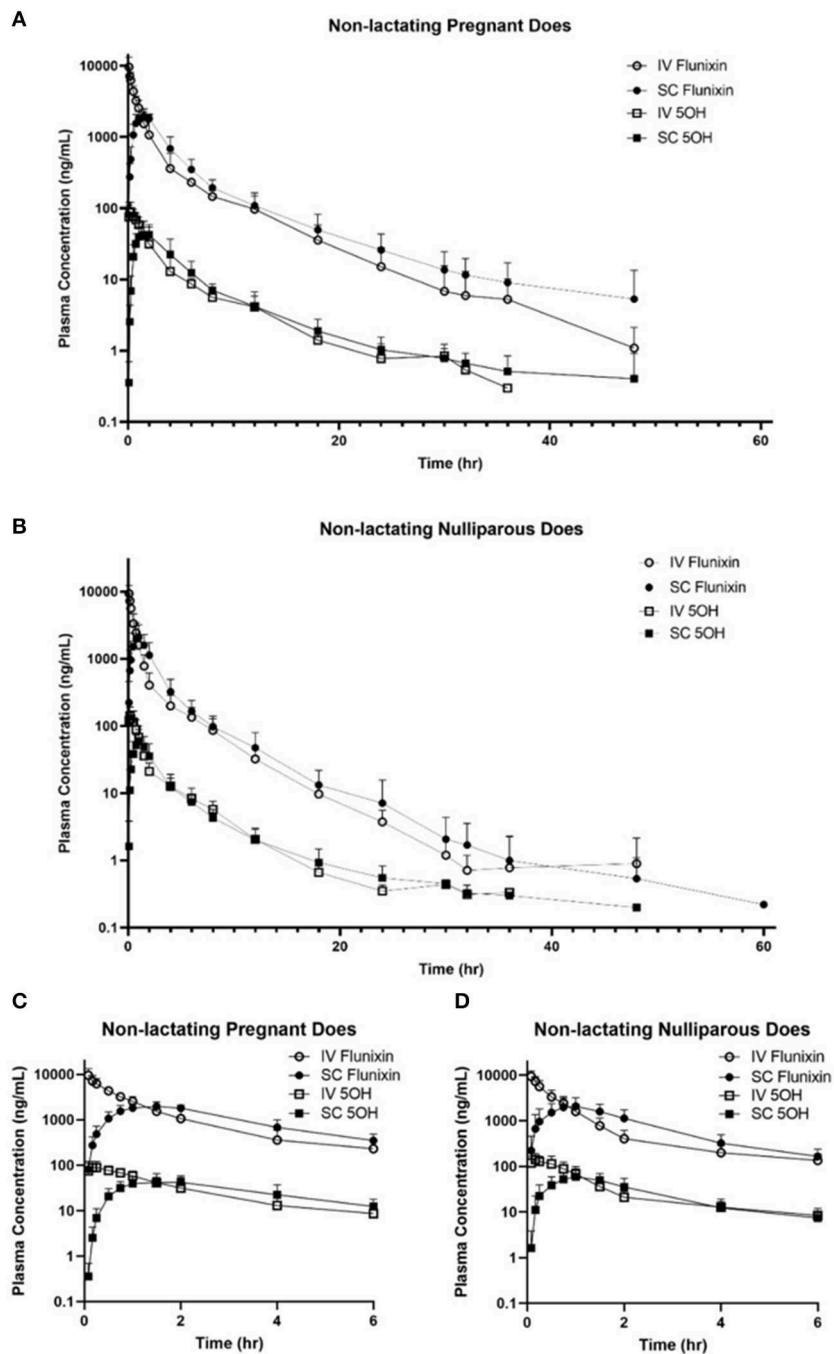 A
Non-lactating Pregnant Does
IV Flunixin
SC Flunixin
IV 5OH
SC 5OH
Plasma Concentration (ng/mL)
10000
1000
100
10
1
0.1
0
20
40
60
Time (hr)
B
Non-lactating Nulliparous Does
IV Flunixin
SC Flunixin
IV 5OH
SC 5OH
Plasma Concentration (ng/mL)
10000
1000
100
10
1
0.1
0
20
40
60
Time (hr)
C
Non-lactating Pregnant Does
IV Flunixin
SC Flunixin
IV 5OH
SC 5OH
Plasma Concentration (ng/mL)
10000
1000
100
10
1
0.1
0
2
4
6
Time (hr)
D
Non-lactating Nulliparous Does
IV Flunixin
SC Flunixin
IV 5OH
SC 5OH
Plasma Concentration (ng/mL)
10000
1000
100
10
1
0.1
0
2
4
6
Time (hr)